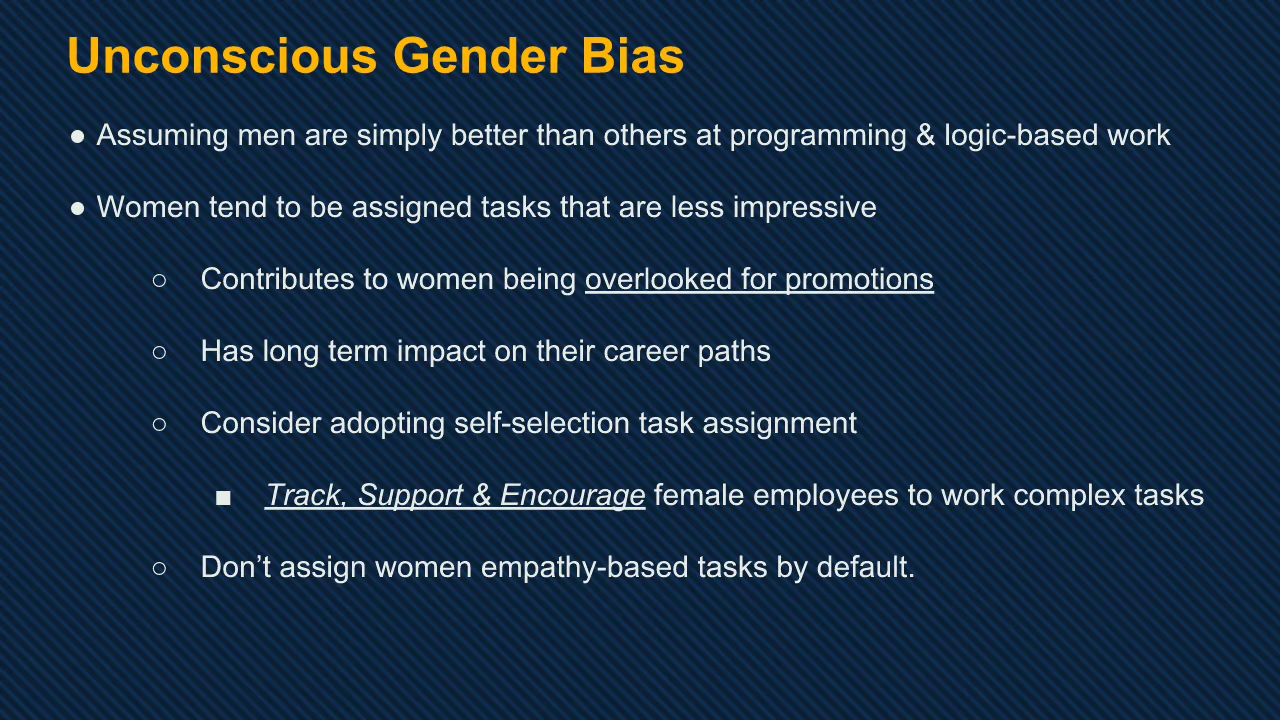 Unconscious Gender Bias
● Assuming men are simply better than others at programming & logic-based work
● Women tend to be assigned tasks that are less impressive
○ Contributes to women being overlooked for promotions
○ Has long term impact on their career paths
○ Consider adopting self-selection task assignment
■ Track, Support & Encourage female employees to work complex tasks
○ Don’t assign women empathy-based tasks by default.